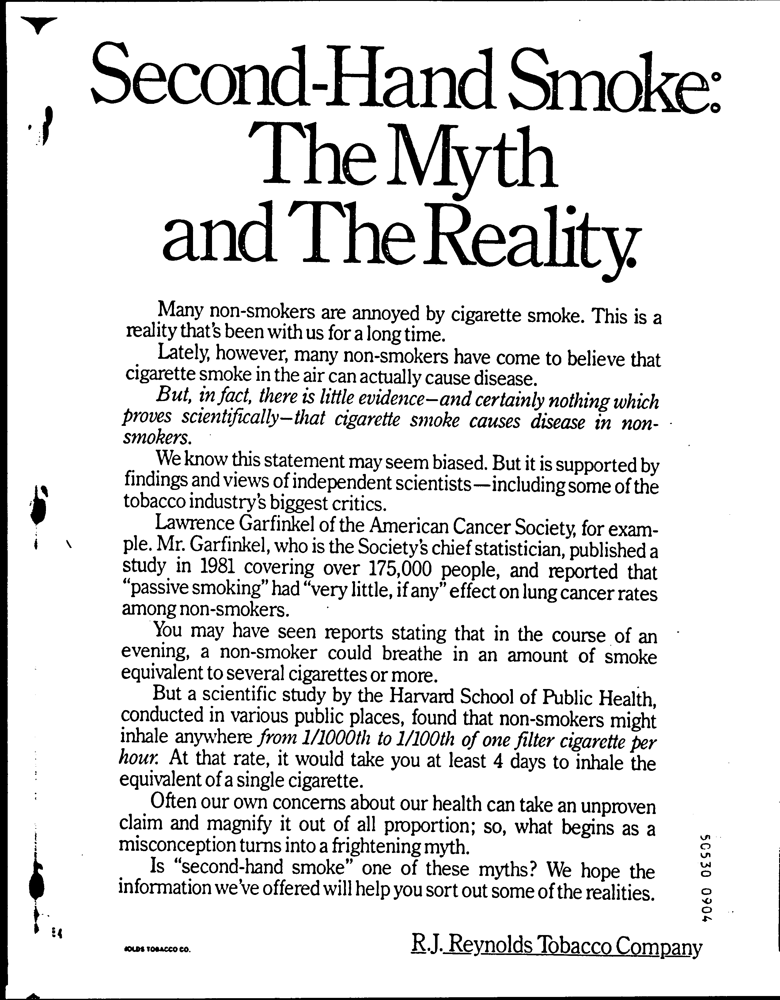 Second-Hand Smoke:
The Myth
and The Reality.
Many non-smokers are annoyed by cigarette smoke. This is a
reality that's been with us for a long time.
Lately, however, many non-smokers have come to believe that
cigarette smoke in the air can actually cause disease.
But, in fact, there is little evidence—and certainly nothing which
proves scientifically—that cigarette smoke causes disease in non-
smokers.
We know this statement may seem biased. But it is supported by
findings and views of independent scientists—including some of the
tobacco industry's biggest critics.
Lawrence Garfinkel of the American Cancer Society, for exam-
ple. Mr. Garfinkel, who is the Society's chief statistician, published a
study in 1981 covering over 175,000 people, and reported that
"passive smoking" had "very little, if any" effect on lung cancer rates
among non-smokers.
You may have seen reports stating that in the course of an
evening, a non-smoker could breathe in an amount of smoke
equivalent to several cigarettes or more.
But a scientific study by the Harvard School of Public Health,
conducted in various public places, found that non-smokers might
inhale anywhere from 1/1000th to 1/100th of one filter cigarette per
hour. At that rate, it would take you at least 4 days to inhale the
equivalent of a single cigarette.
Often our own concerns about our health can take an unproven
claim and magnify it out of all proportion; so, what begins as a
misconception turns into a frightening myth.
Is "second-hand smoke" one of these myths? We hope the
information we've offered will help you sort out some of the realities.
R.J. Reynolds Tobacco Company
OLDS TOBACCO CO.
50530 0904